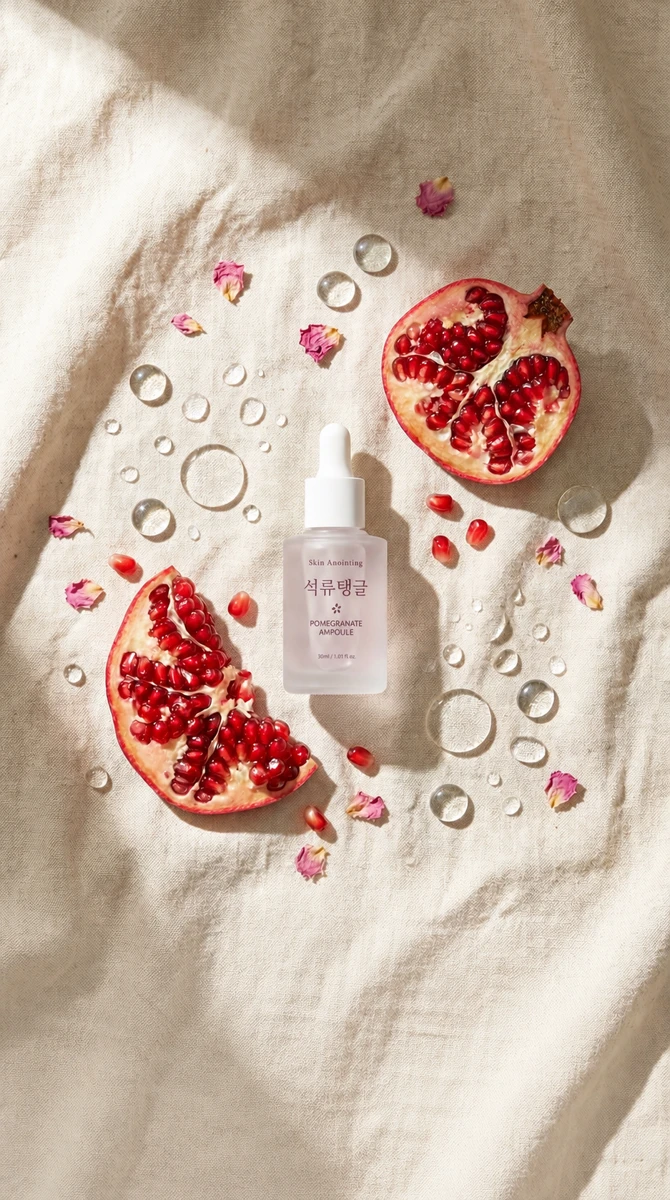 Skin Anointing
석류탱글
POMEGRANATE
AMPOULE
30ml / 1.01 fl oz.